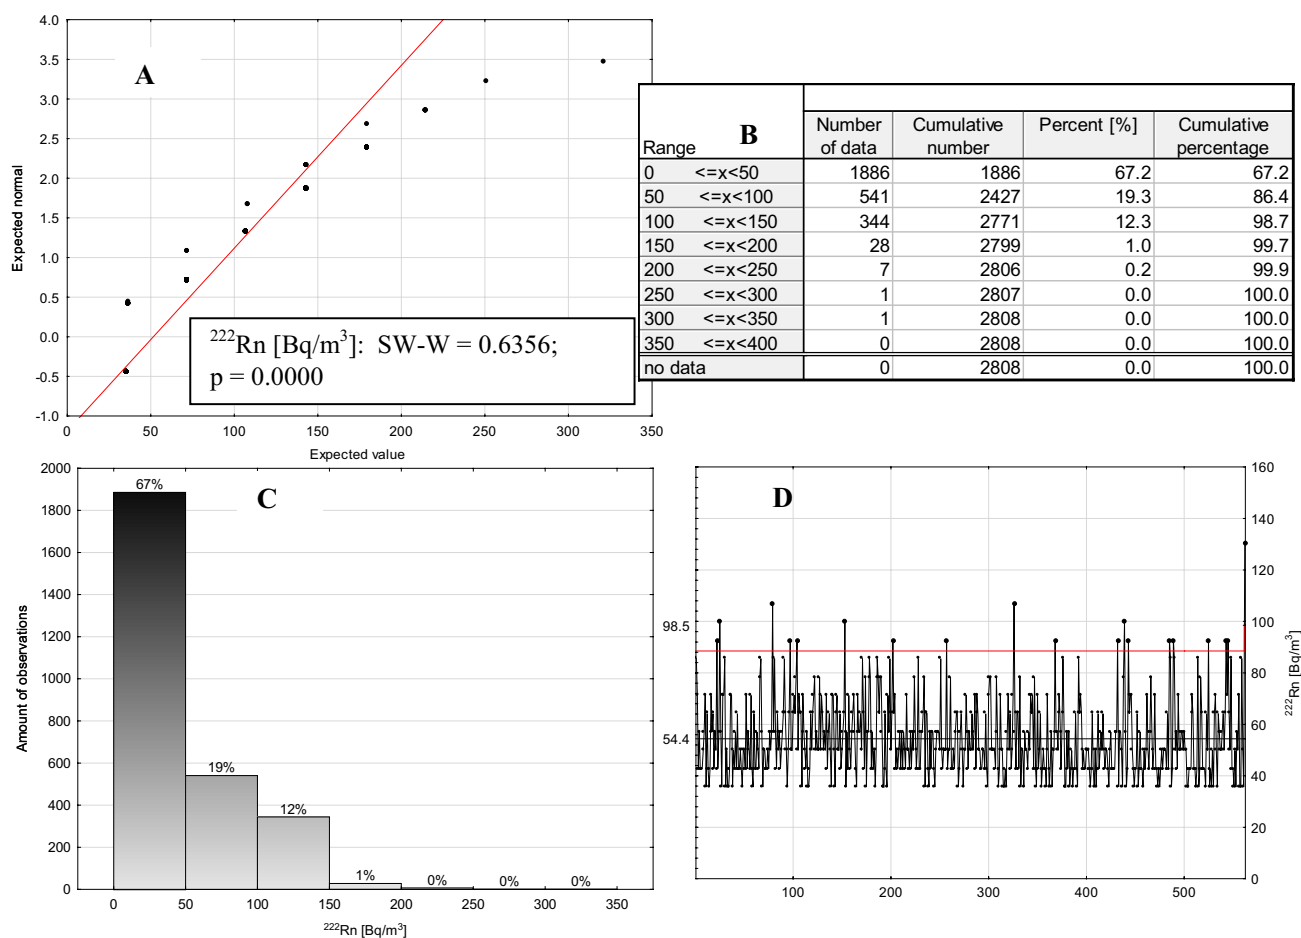 4.0
3.5
3.0
2.5
2.0
1.5
1.0
0.5
0.0
-0.5
-1.0
Expected normal
A
²²²Rn [Bq/m³]: SW-W = 0.6356;
p = 0.0000
0 50 100 150 200 250 300 350
Expected value
B
Range Number of data Cumulative number Percent [%] Cumulative percentage
0 <=x<50 1886 1886 67.2 67.2
50 <=x<100 541 2427 19.3 86.4
100 <=x<150 344 2771 12.3 98.7
150 <=x<200 28 2799 1.0 99.7
200 <=x<250 7 2806 0.2 99.9
250 <=x<300 1 2807 0.0 100.0
300 <=x<350 1 2808 0.0 100.0
350 <=x<400 0 2808 0.0 100.0
no data 0 2808 0.0 100.0
2000
1800
1600
1400
1200
1000
800
600
400
200
0
Amount of observations
C
67%
19%
12%
1%
0%
0%
0%
0 50 100 150 200 250 300 350
²²²Rn [Bq/m³]
D
98.5
54.4
160
140
120
100
80
60
40
20
0
²²²Rn [Bq/m³]
100 200 300 400 500